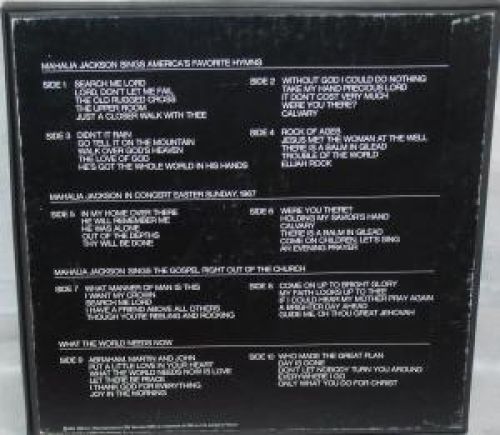 MAHALIA JACKSON SINGS AMERICA'S FAVORITE HYMNS
SIDE 1 SEARCH ME LORD
LORD, DON'T LET ME FAIL
THE OLD RUGGED CROSS
THE UPPER ROOM
JUST A CLOSER WALK WITH THEE
SIDE 2 WITHOUT GOD I COULD DO NOTHING
TAKE MY HAND PRECIOUS LORD
IT DON'T COST VERY MUCH
WERE YOU THERE?
CALVARY
SIDE 3 DIDN'T IT RAIN
GO TELL IT ON THE MOUNTAIN
WALK OVER GOD'S HEAVEN
THE LOVE OF GOD
HE'S GOT THE WHOLE WORLD IN HIS HANDS
SIDE 4 ROCK OF AGES
JESUS MET THE WOMAN AT THE WELL
THERE IS A BALM IN GILEAD
TROUBLE OF THE WORLD
ELIJAH ROCK
MAHALIA JACKSON IN CONCERT EASTER SUNDAY, 1967
SIDE 5 IN MY HOME OVER THERE
HE WILL REMEMBER ME
HE WAS ALONE
OUT OF THE DEPTHS
THY WILL BE DONE
SIDE 6 WERE YOU THERE?
HOLDING MY SAVIOR'S HAND
CALVARY
THERE IS A BALM IN GILEAD
COME ON CHILDREN, LET'S SING
AN EVENING PRAYER
MAHALIA JACKSON SINGS THE GOSPEL RIGHT OUT OF THE CHURCH
SIDE 7 WHAT MANNER OF MAN IS THIS
I WANT MY CROWN
SEARCH ME LORD
I HAVE A FRIEND ABOVE ALL OTHERS
THOUGH YOU'RE REELING AND ROCKING
SIDE 8 COME ON UP TO BRIGHT GLORY
MY FAITH LOOKS UP TO THEE
IF I COULD HEAR MY MOTHER PRAY AGAIN
A BRIGHTER DAY AHEAD
GUIDE ME OH THOU GREAT JEHOVAH
WHAT THE WORLD NEEDS NOW
SIDE 9 ABRAHAM, MARTIN AND JOHN
PUT A LITTLE LOVE IN YOUR HEART
WHAT THE WORLD NEEDS NOW IS LOVE
LET THERE BE PEACE
I THANK GOD FOR EVERYTHING
JOY IN THE MORNING
SIDE 10 WHO MADE THE GREAT PLAN
DAY IS GONE
DON'T LET NOBODY TURN YOU AROUND
EVERYWHERE I GO
ONLY WHAT YOU DO FOR CHRIST